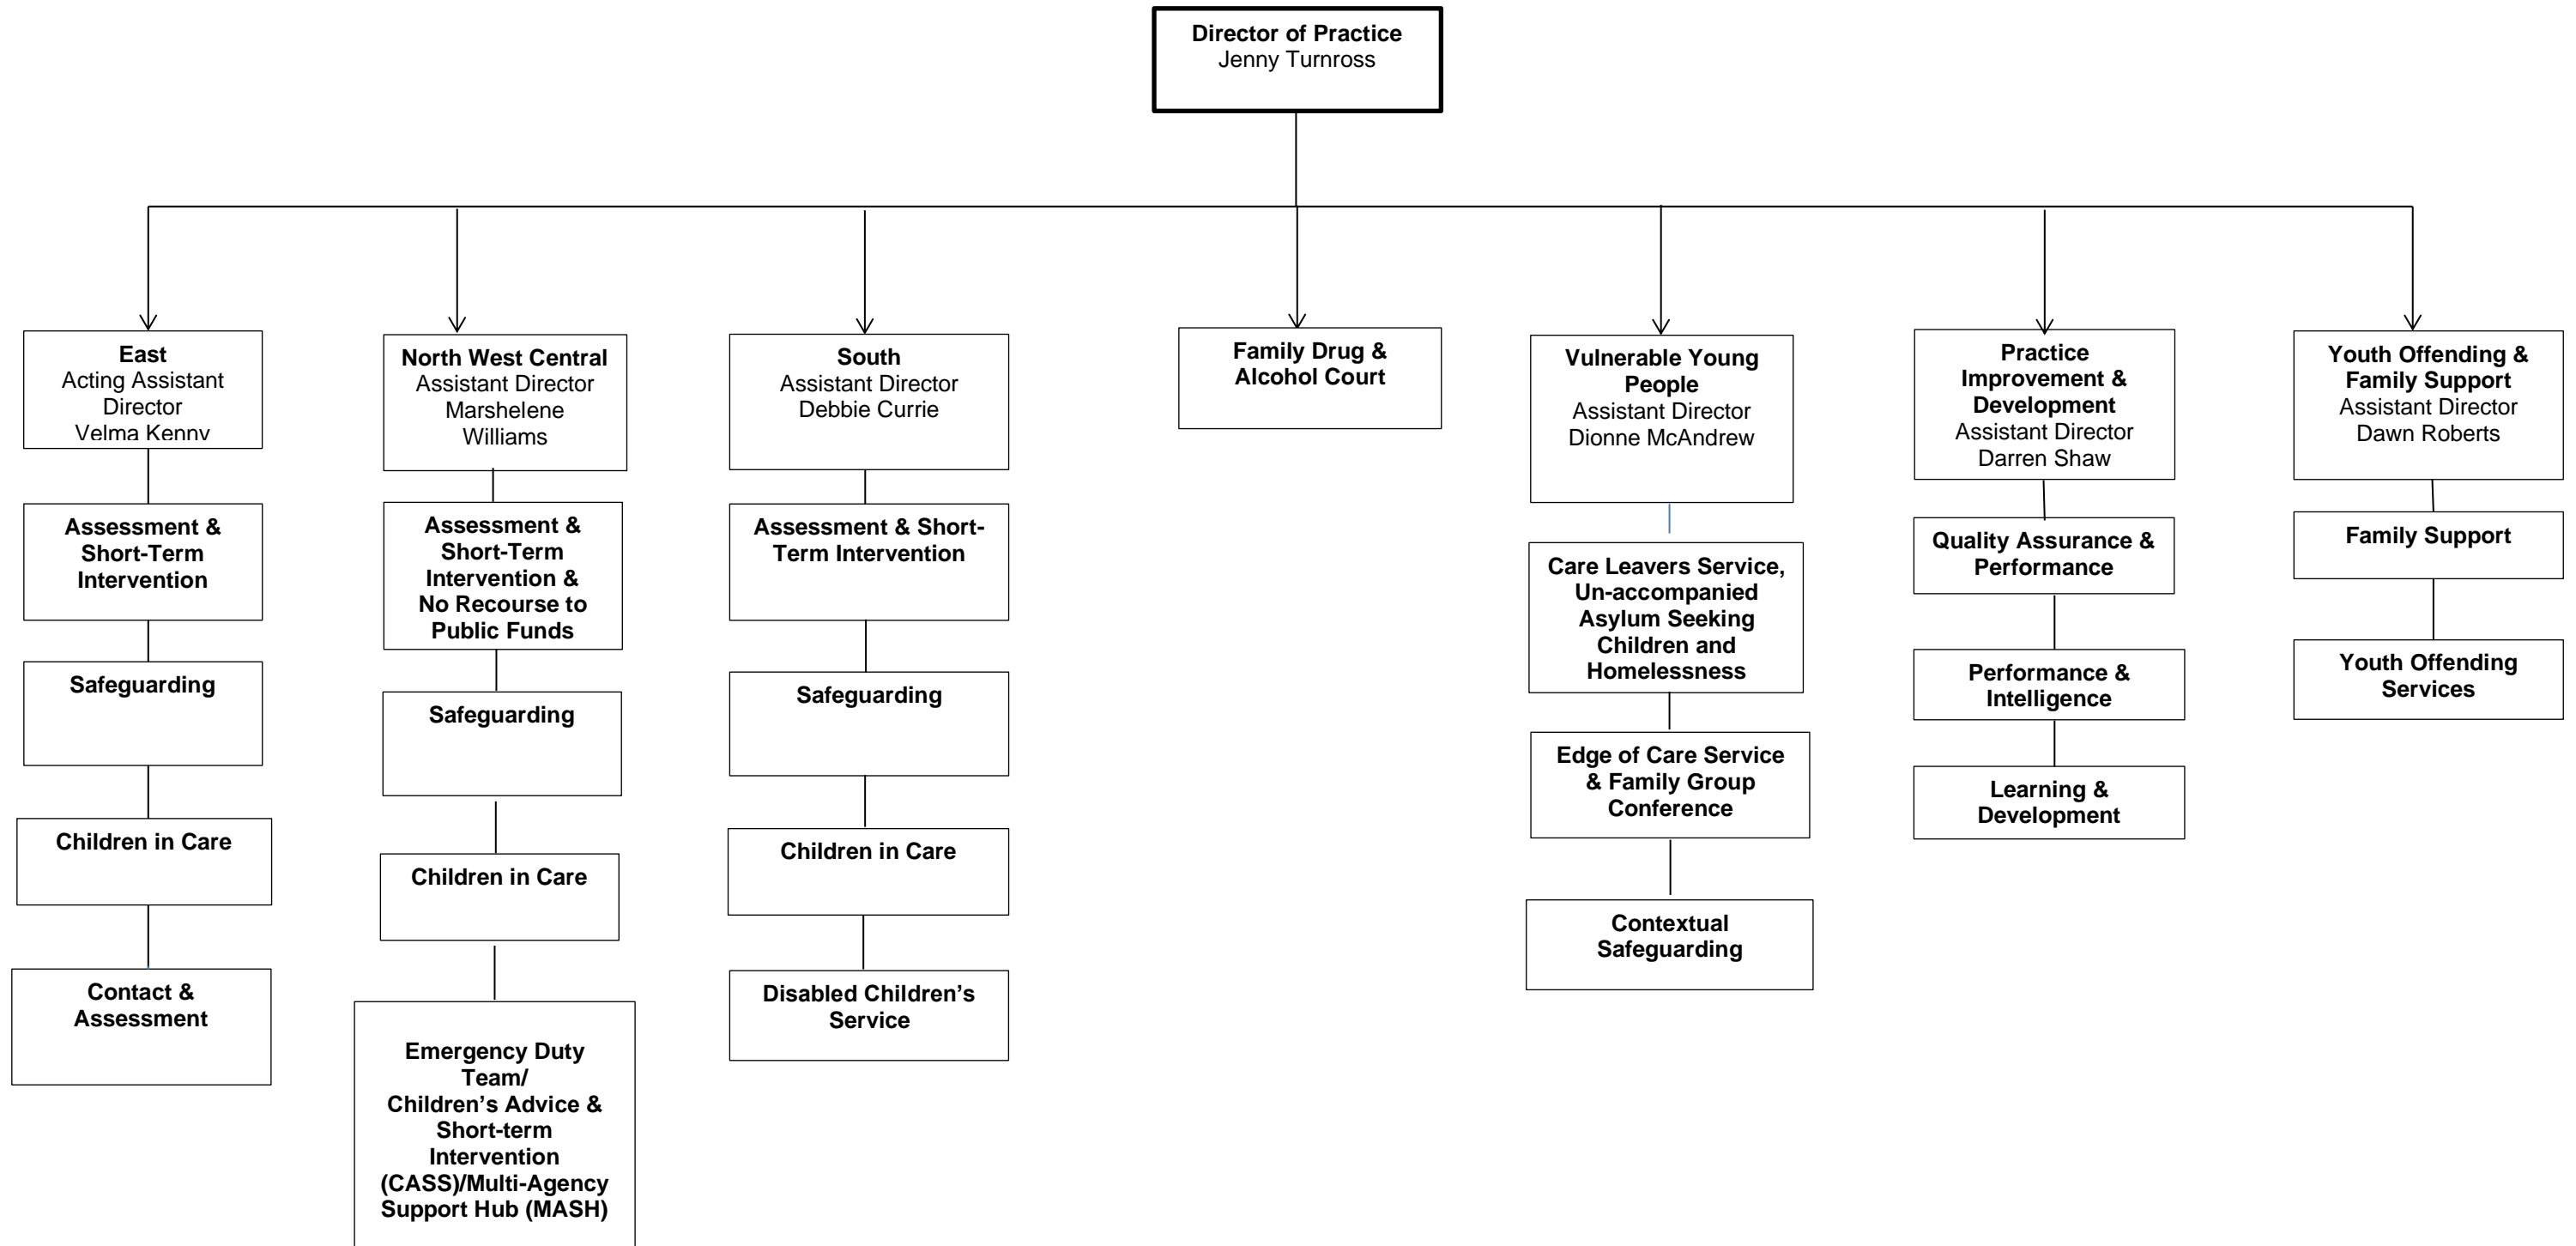 Director of Practice
Jenny Turnross
East
Acting Assistant
Director
Velma Kenny
Assessment &
Short-Term
Intervention
Safeguarding
Children in Care
Contact &
Assessment
North West Central
Assistant Director
Marshelene
Williams
Assessment &
Short-Term
Intervention &
No Recourse to
Public Funds
Safeguarding
Children in Care
Emergency Duty
Team/
Children’s Advice &
Short-term
Intervention
(CASS)/Multi-Agency
Support Hub (MASH)
South
Assistant Director
Debbie Currie
Assessment & Short-
Term Intervention
Safeguarding
Children in Care
Disabled Children’s
Service
Family Drug &
Alcohol Court
Vulnerable Young
People
Assistant Director
Dionne McAndrew
Care Leavers Service,
Un-accompanied
Asylum Seeking
Children and
Homelessness
Edge of Care Service
& Family Group
Conference
Contextual
Safeguarding
Practice
Improvement &
Development
Assistant Director
Darren Shaw
Quality Assurance &
Performance
Performance &
Intelligence
Learning &
Development
Youth Offending &
Family Support
Assistant Director
Dawn Roberts
Family Support
Youth Offending
Services